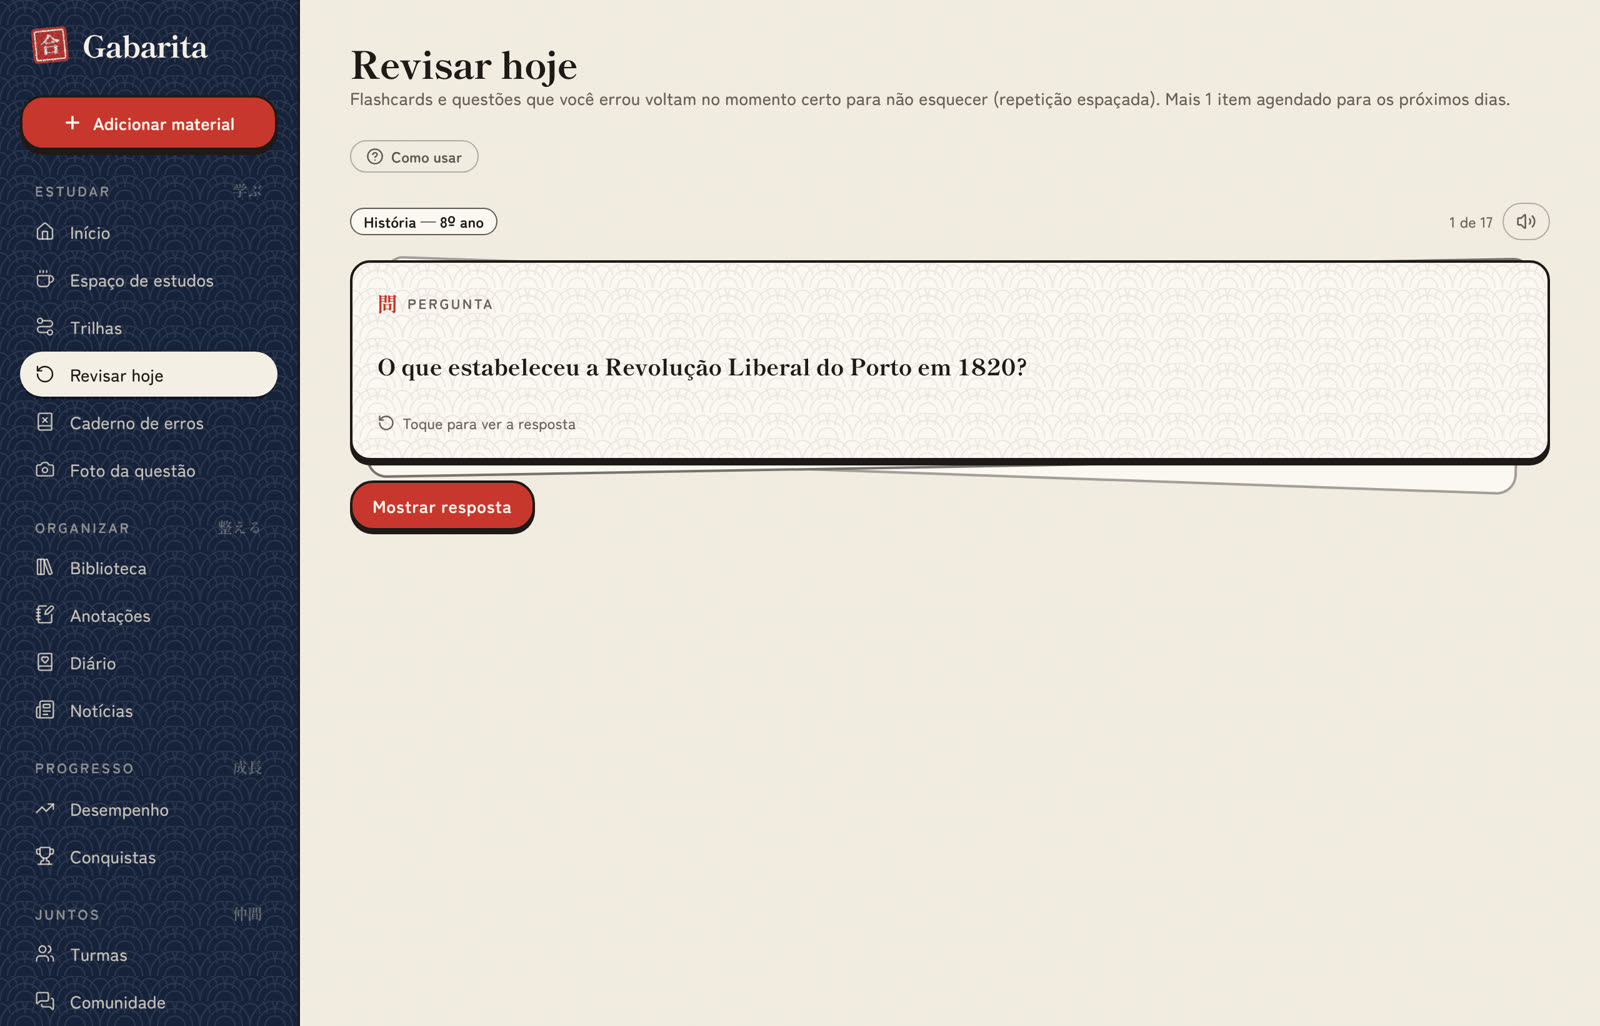 合 Gabarita
+ Adicionar material
ESTUDAR 学ぶ
Início
Espaço de estudos
Trilhas
Revisar hoje
Caderno de erros
Foto da questão
ORGANIZAR 整える
Biblioteca
Anotações
Diário
Notícias
PROGRESSO 成長
Desempenho
Conquistas
JUNTOS 仲間
Turmas
Comunidade
Revisar hoje
Flashcards e questões que você errou voltam no momento certo para não esquecer (repetição espaçada). Mais 1 item agendado para os próximos dias.
Como usar
História — 8º ano
1 de 17
問 PERGUNTA
O que estabeleceu a Revolução Liberal do Porto em 1820?
Toque para ver a resposta
Mostrar resposta